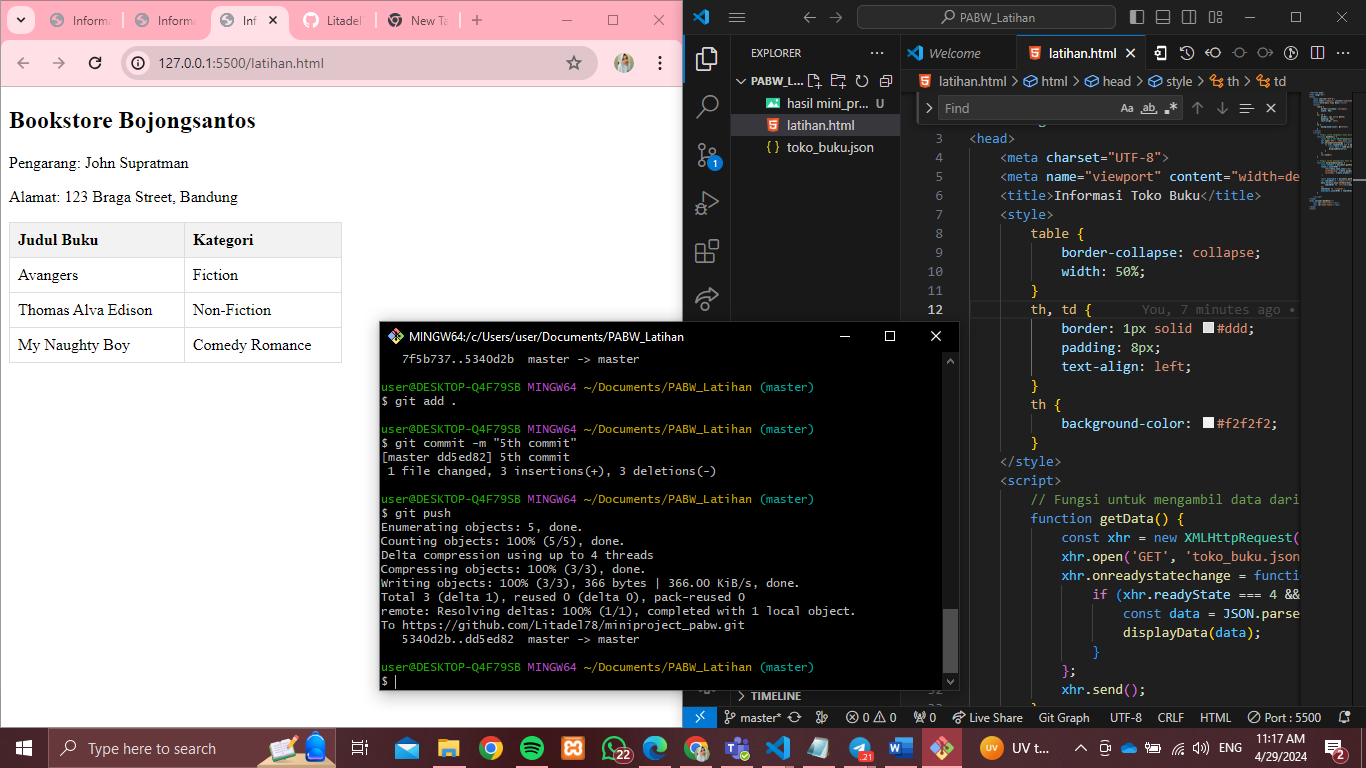 Informa
Informa
Inf
Litadel
New Ta
127.0.0.1:5500/latihan.html
Bookstore Bojongsantos
Pengarang: John Supratman
Alamat: 123 Braga Street, Bandung
Judul Buku Kategori
Avangers Fiction
Thomas Alva Edison Non-Fiction
My Naughty Boy Comedy Romance
PABW_Latihan
EXPLORER
PABW_L...
hasil mini_pr... U
latihan.html
toko_buku.json
1
TIMELINE
Welcome
latihan.html
latihan.html > html > head > style > th > td
Find
Aa ab .*
3 <head>
4 <meta charset="UTF-8">
5 <meta name="viewport" content="width=de
6 <title>Informasi Toko Buku</title>
7 <style>
8 table {
9 border-collapse: collapse;
10 width: 50%;
11 }
12 th, td { You, 7 minutes ago •
13 border: 1px solid #ddd;
14 padding: 8px;
15 text-align: left;
16 }
17 th {
18 background-color: #f2f2f2;
}
</style>
<script>
// Fungsi untuk mengambil data dari
function getData() {
const xhr = new XMLHttpRequest(
xhr.open('GET', 'toko_buku.json
xhr.onreadystatechange = functi
if (xhr.readyState === 4 &&
const data = JSON.parse
displayData(data);
}
};
xhr.send();
MINGW64:/c/Users/user/Documents/PABW_Latihan
7f5b737..5340d2b master -> master
user@DESKTOP-Q4F79SB MINGW64 ~/Documents/PABW_Latihan (master)
$ git add .
user@DESKTOP-Q4F79SB MINGW64 ~/Documents/PABW_Latihan (master)
$ git commit -m "5th commit"
[master dd5ed82] 5th commit
1 file changed, 3 insertions(+), 3 deletions(-)
user@DESKTOP-Q4F79SB MINGW64 ~/Documents/PABW_Latihan (master)
$ git push
Enumerating objects: 5, done.
Counting objects: 100% (5/5), done.
Delta compression using up to 4 threads
Compressing objects: 100% (3/3), done.
Writing objects: 100% (3/3), 366 bytes | 366.00 KiB/s, done.
Total 3 (delta 1), reused 0 (delta 0), pack-reused 0
remote: Resolving deltas: 100% (1/1), completed with 1 local object.
To https://github.com/Litadel78/miniproject_pabw.git
5340d2b..dd5ed82 master -> master
user@DESKTOP-Q4F79SB MINGW64 ~/Documents/PABW_Latihan (master)
$
master* 0 0 0 Live Share Git Graph UTF-8 CRLF HTML Port : 5500
Type here to search
22
21
UV
UV t...
ENG
11:17 AM
4/29/2024
2